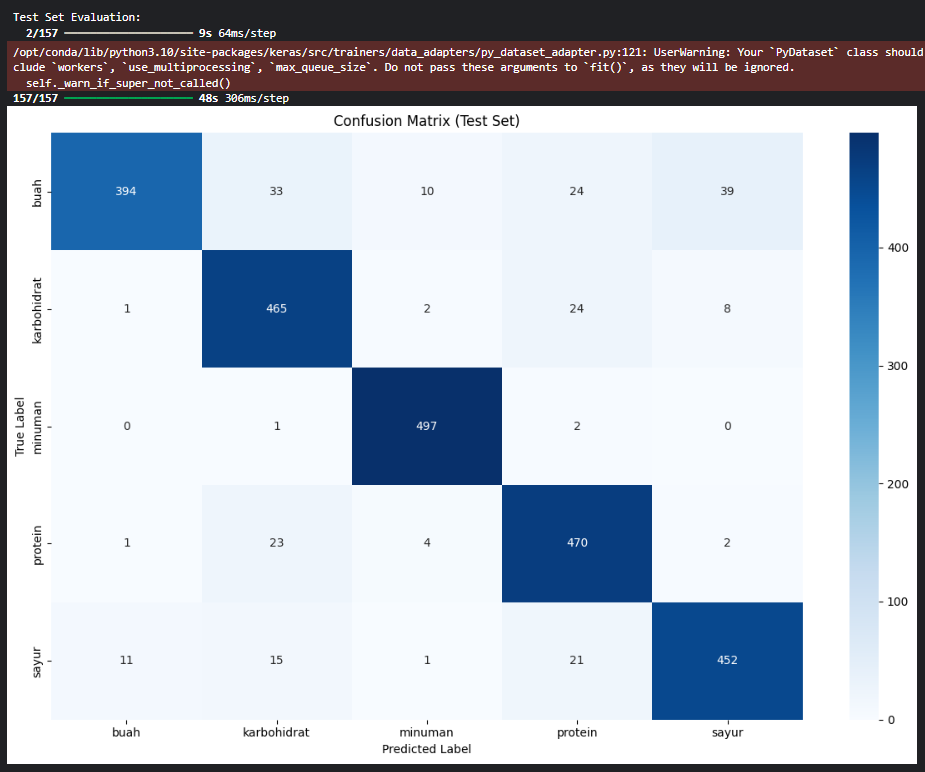 Test Set Evaluation:
2/157 9s 64ms/step
/opt/conda/lib/python3.10/site-packages/keras/src/trainers/data_adapters/py_dataset_adapter.py:121: UserWarning: Your `PyDataset` class should
clude `workers`, `use_multiprocessing`, `max_queue_size`. Do not pass these arguments to `fit()`, as they will be ignored.
self._warn_if_super_not_called()
157/157 48s 306ms/step
Confusion Matrix (Test Set)
buah 394 33 10 24 39
400
karbohidrat 1 465 2 24 8
300
True Label
minuman 0 1 497 2 0
200
protein 1 23 4 470 2
100
sayur 11 15 1 21 452
0
buah karbohidrat minuman protein sayur
Predicted Label